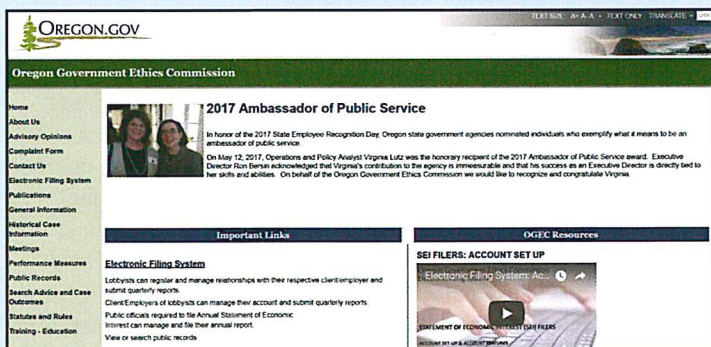 TEXT SIZE: A+ A- A • TEXT ONLY TRANSLATE
OREGON.GOV
Oregon Government Ethics Commission
Home
About Us
Advisory Opinions
Complaint Form
Contact Us
Electronic Filing System
Publications
General Information
Historical Case
Information
Meetings
Performance Measures
Public Records
Search Advice and Case
Outcomes
Statutes and Rules
Training - Education
2017 Ambassador of Public Service
In honor of the 2017 State Employee Recognition Day, Oregon state government agencies nominated individuals who exemplify what it means to be an
ambassador of public service.
On May 12, 2017, Operations and Policy Analyst Virginia Lutz was the honorary recipient of the 2017 Ambassador of Public Service award. Executive
Director Ron Bersin acknowledged that Virginia's contribution to the agency is immeasurable and that his success as an Executive Director is directly tied to
her skills and abilities. On behalf of the Oregon Government Ethics Commission we would like to recognize and congratulate Virginia.
Important Links
Electronic Filing System
Lobbyists can register and manage relationships with their respective client/employer and
submit quarterly reports.
Client/Employers of lobbyists can manage their account and submit quarterly reports.
Public officials required to file Annual Statement of Economic
Interest can manage and file their annual report.
View or search public records
OGEC Resources
SEI FILERS: ACCOUNT SET UP
Electronic Filing System: Ac...
STATEMENT OF ECONOMIC INTEREST (SEI) FILERS
ACCOUNT SET-UP & ACCOUNT FEATURES